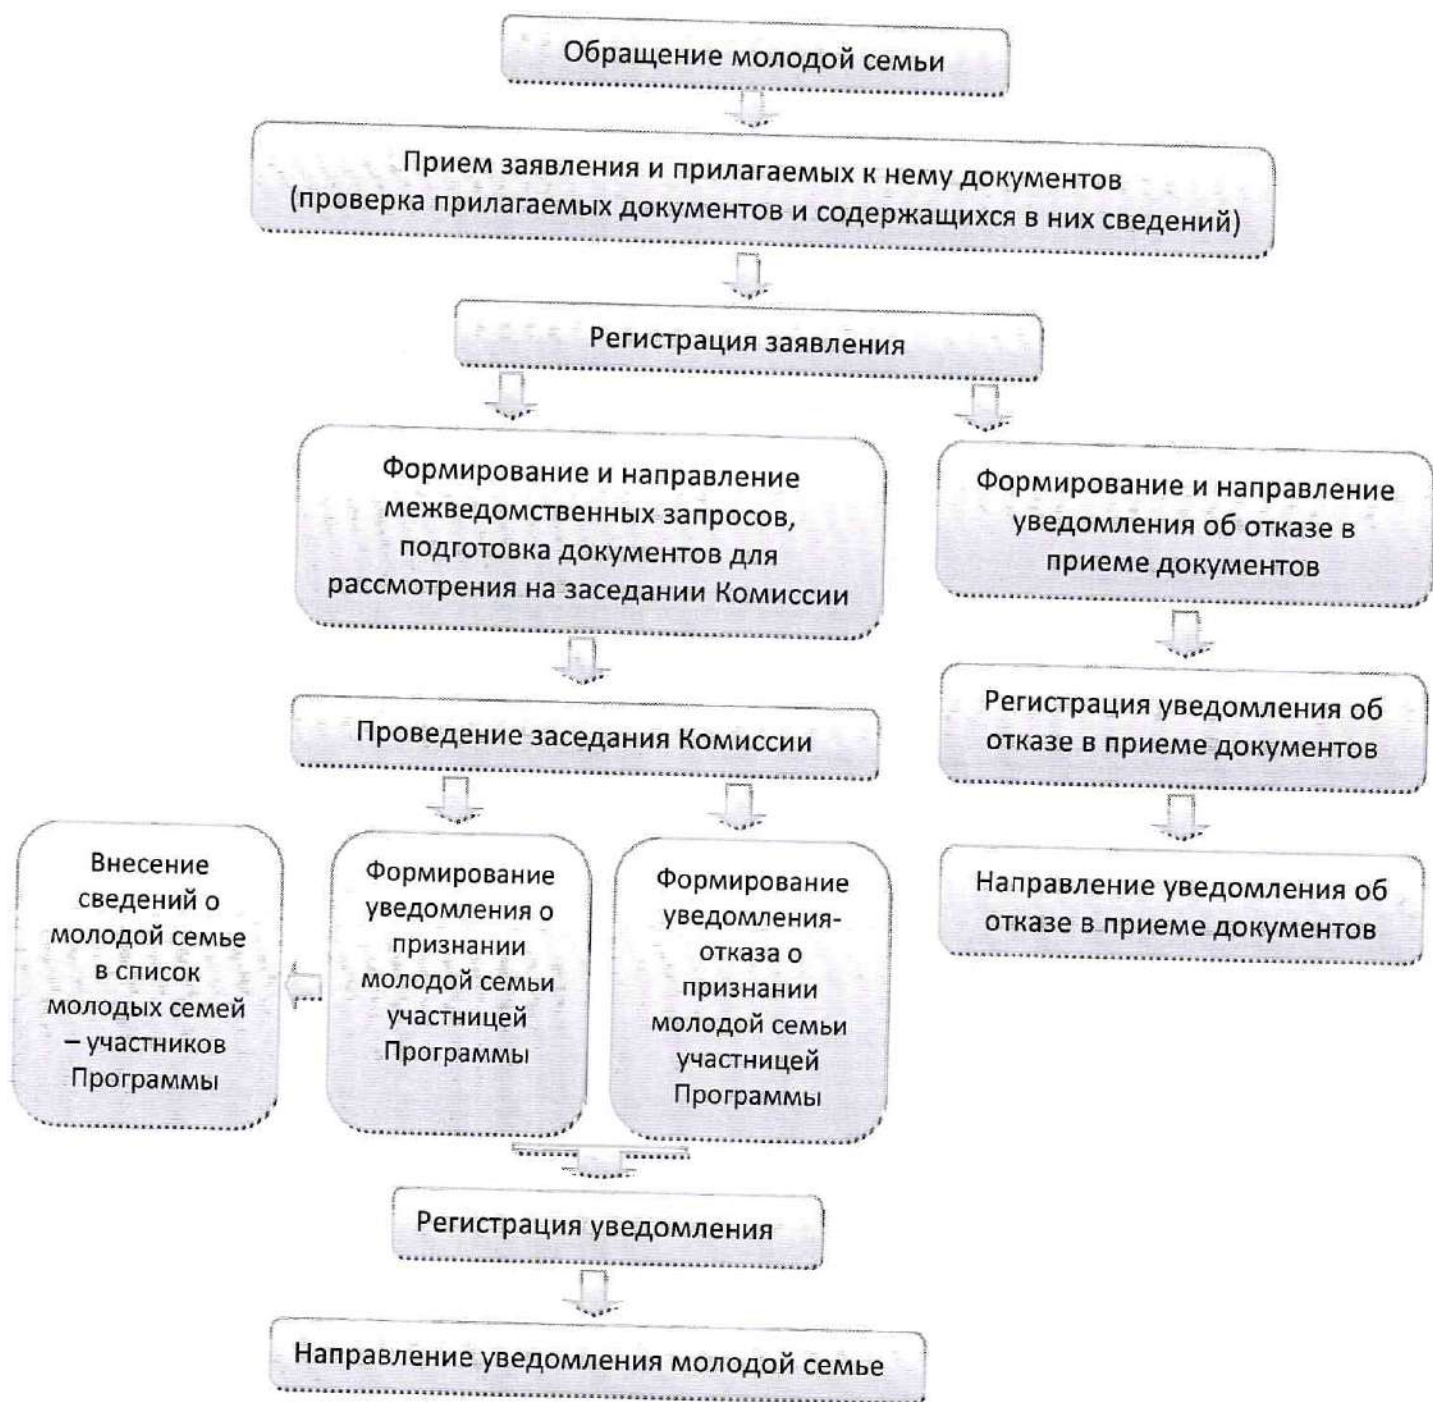 Обращение молодой семьи
Прием заявления и прилагаемых к нему документов
(проверка прилагаемых документов и содержащихся в них сведений)
Регистрация заявления
Формирование и направление
межведомственных запросов,
подготовка документов для
рассмотрения на заседании Комиссии
Формирование и направление
уведомления об отказе в
приеме документов
Проведение заседания Комиссии
Регистрация уведомления об
отказе в приеме документов
Внесение
сведений о
молодой семье
в список
молодых семей
– участников
Программы
Формирование
уведомления о
признании
молодой семьи
участницей
Программы
Формирование
уведомления-
отказа о
признании
молодой семьи
участницей
Программы
Направление уведомления об
отказе в приеме документов
Регистрация уведомления
Направление уведомления молодой семье